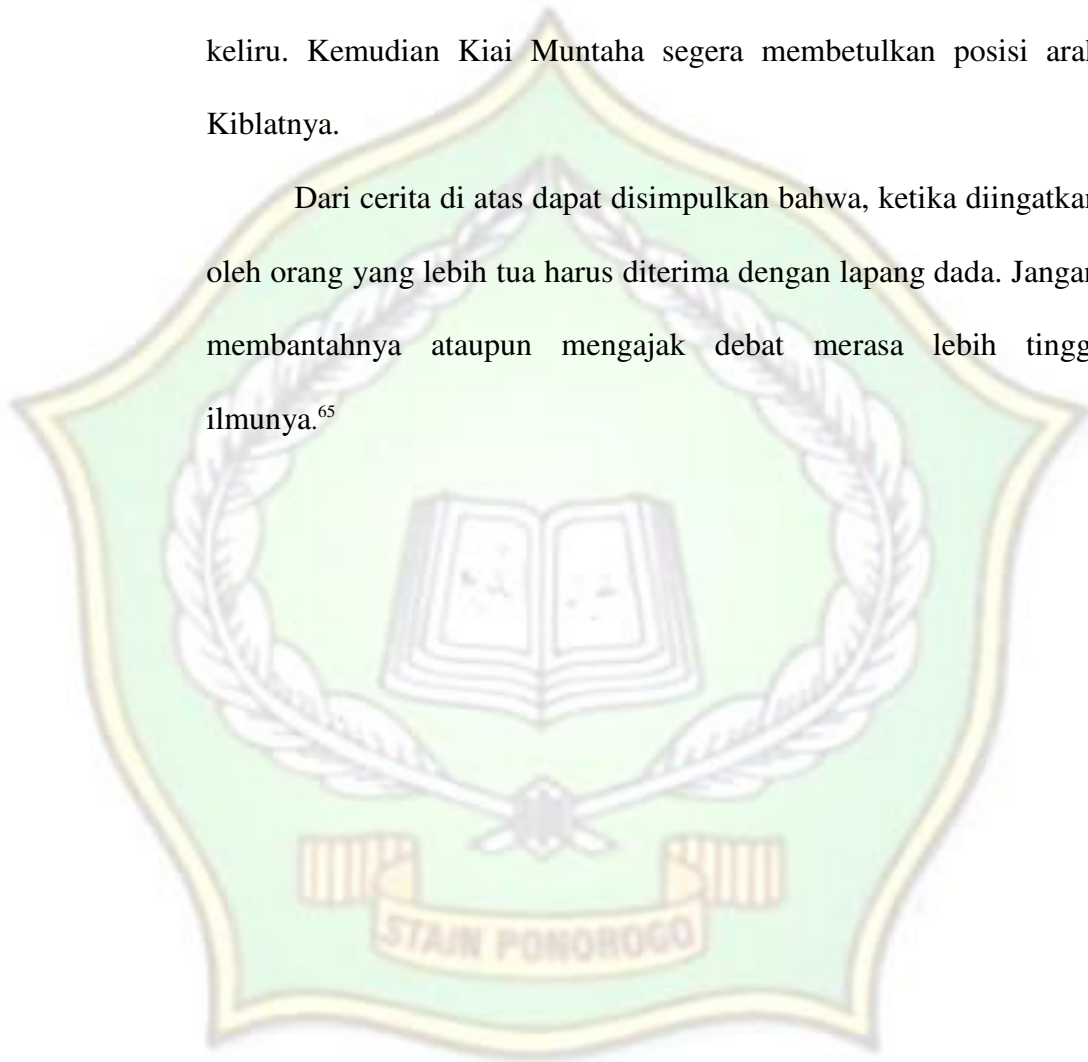 keliru. Kemudian Kiai Muntaha segera membetulkan posisi
Kiblatnya.
Dari cerita di atas dapat disimpulkan bahwa, ketika
oleh orang yang lebih tua harus diterima dengan lapang dada.
membantahnya ataupun mengajak debat merasa lebih
ilmunya.65
STAIN PONOROGO